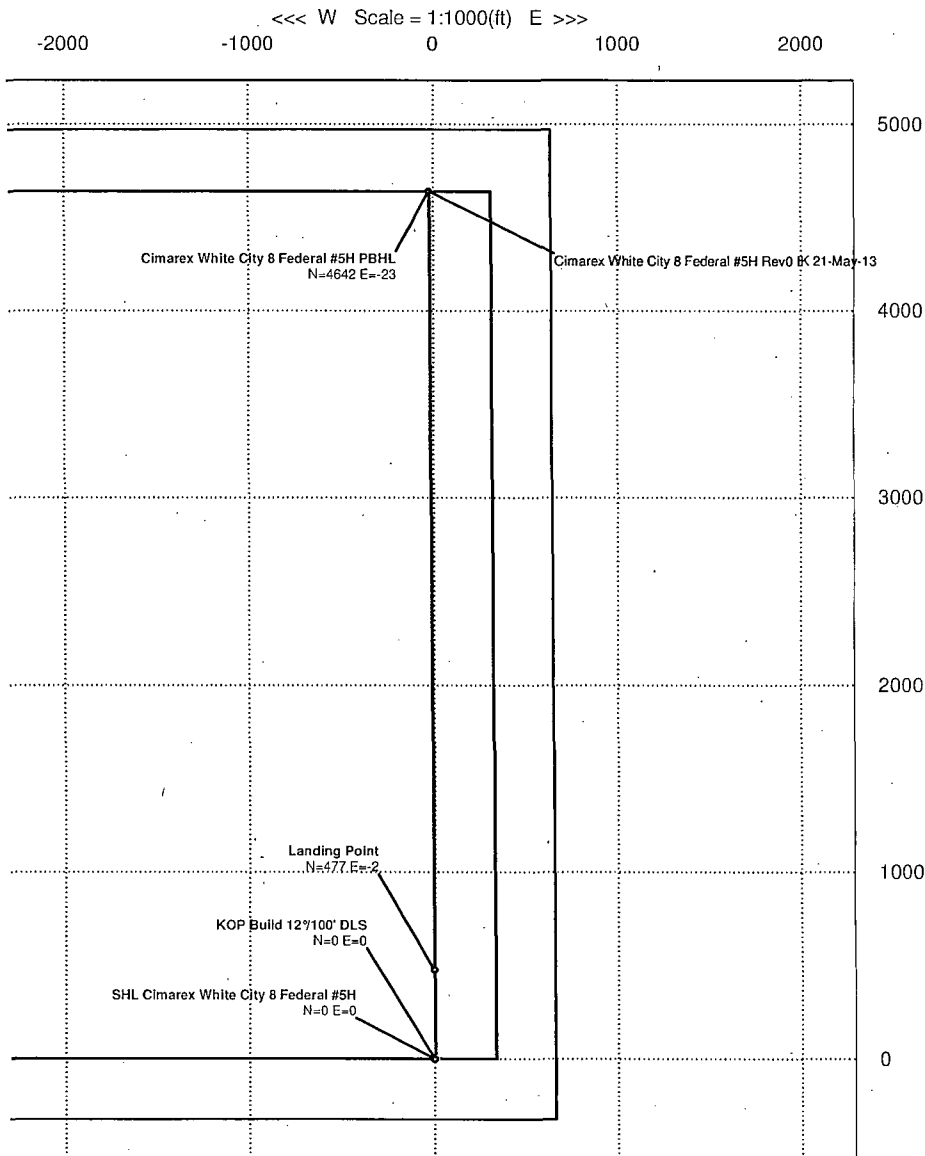 <<< W Scale = 1:1000(ft) E >>>
-2000 -1000 0 1000 2000
5000
Cimarex White City 8 Federal #5H PBHL
N=4642 E=-23
Cimarex White City 8 Federal #5H Rev0 IK 21-May-13
4000
3000
2000
Landing Point
N=477 E=-2
1000
KOP Build 12°/100' DLS
N=0 E=0
SHL Cimarex White City 8 Federal #5H
N=0 E=0
0